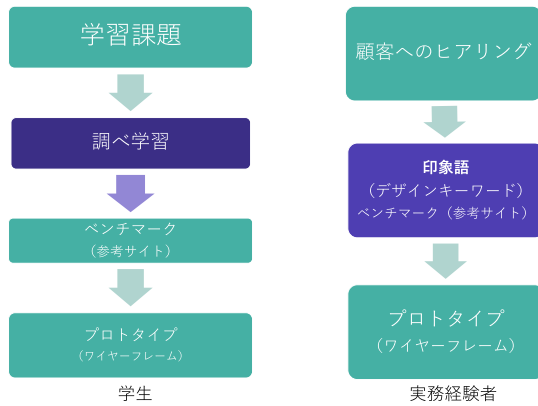 学習課題
調べ学習
ベンチマーク
（参考サイト）
プロトタイプ
（ワイヤーフレーム）
学生
顧客へのヒアリング
印象語
（デザインキーワード）
ベンチマーク（参考サイト）
プロトタイプ
（ワイヤーフレーム）
実務経験者